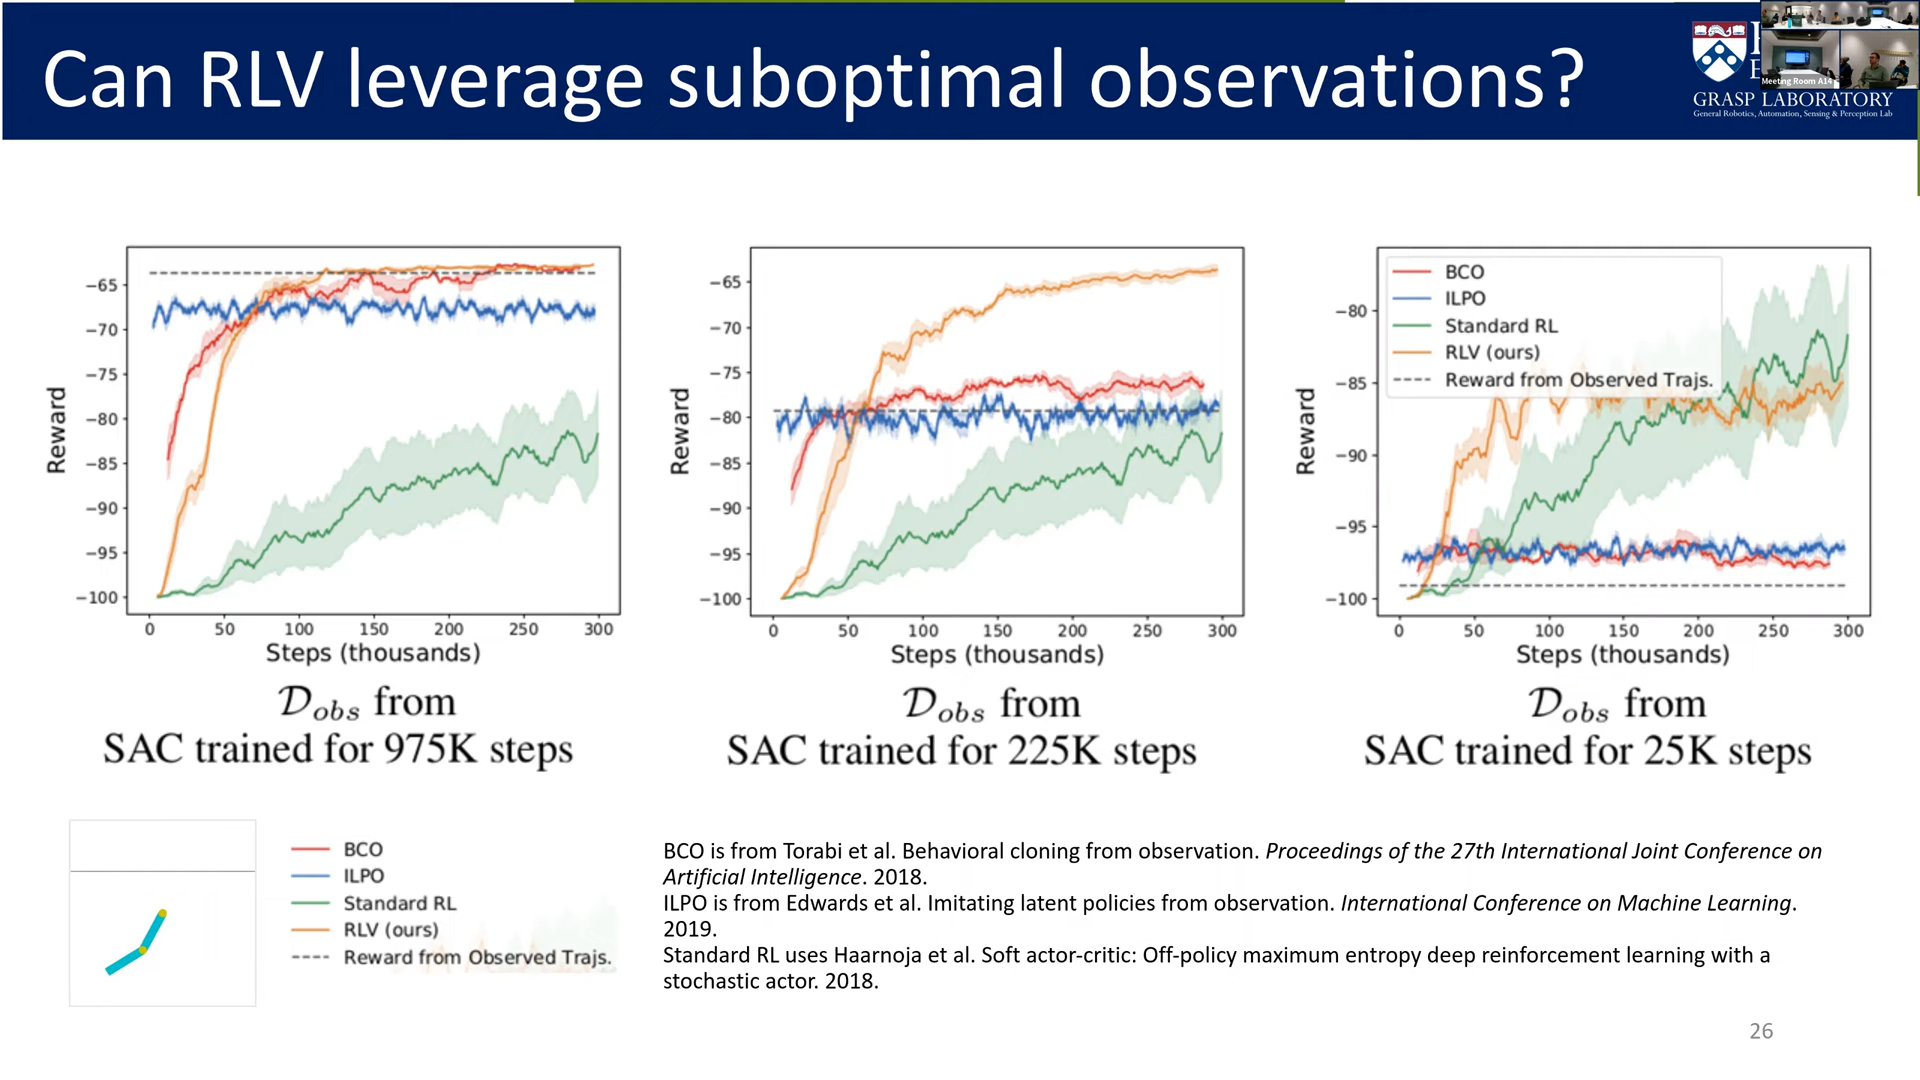 Can RLV leverage suboptimal observations?
Meeting Room A14
GRASP LABORATORY
General Robotics, Automation, Sensing & Perception Lab
−65
−70
−75
−80
−85
−90
−95
−100
0 50 100 150 200 250 300
Reward
Steps (thousands)
−65
−70
−75
−80
−85
−90
−95
−100
0 50 100 150 200 250 300
Reward
Steps (thousands)
BCO
ILPO
Standard RL
RLV (ours)
Reward from Observed Trajs.
−80
−85
−90
−95
−100
0 50 100 150 200 250 300
Reward
Steps (thousands)
𝒟obs from
SAC trained for 975K steps
𝒟obs from
SAC trained for 225K steps
𝒟obs from
SAC trained for 25K steps
BCO
ILPO
Standard RL
RLV (ours)
Reward from Observed Trajs.
BCO is from Torabi et al. Behavioral cloning from observation. Proceedings of the 27th International Joint Conference on
Artificial Intelligence. 2018.
ILPO is from Edwards et al. Imitating latent policies from observation. International Conference on Machine Learning.
2019.
Standard RL uses Haarnoja et al. Soft actor-critic: Off-policy maximum entropy deep reinforcement learning with a
stochastic actor. 2018.
26